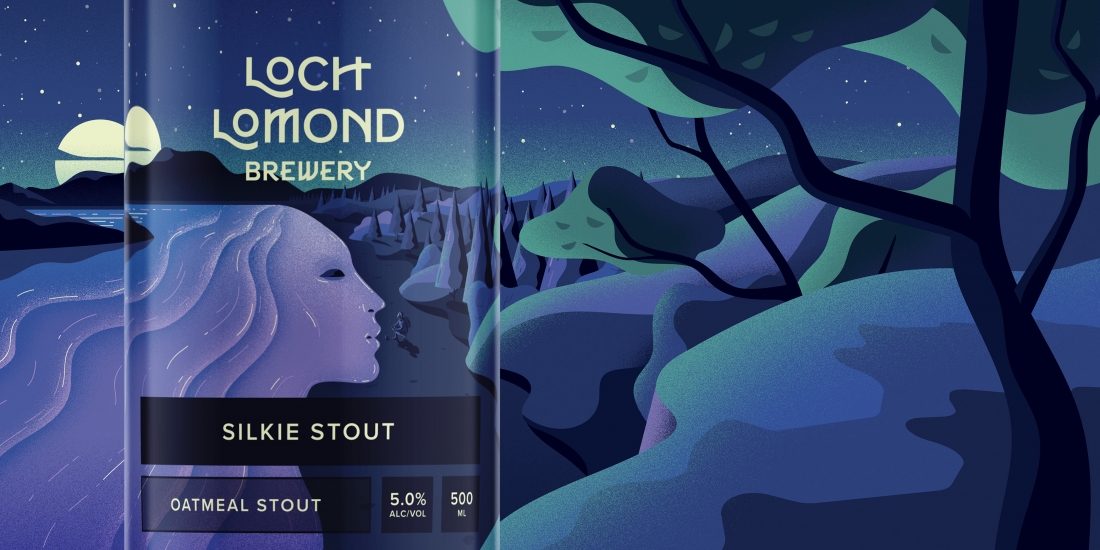 LOCH
LOMOND
BREWERY
SILKIE STOUT
OATMEAL STOUT
5.0%
ALC/VOL
500
ML